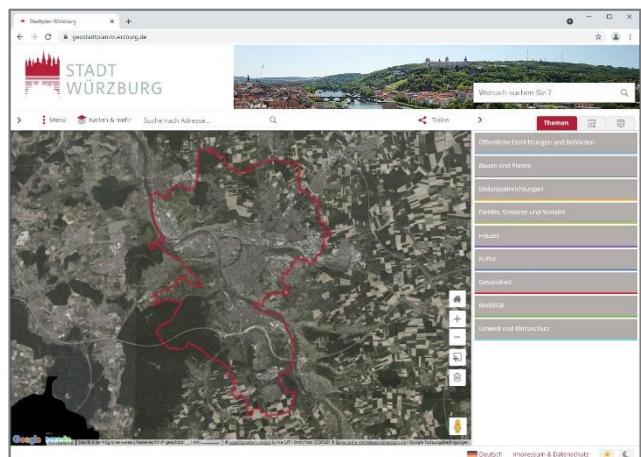 Stadtplan Würzburg
geostadtplan.wuerzburg.de
STADT
WÜRZBURG
Wonach suchen Sie ?
Menü
Karten & mehr
Suche nach Adresse...
Teilen
Themen
Öffentliche Einrichtungen und Behörden
Bauen und Planen
Bildungseinrichtungen
Familie, Senioren und Soziales
Freizeit
Kultur
Gesundheit
Mobilität
Umwelt und Klimaschutz
Google
Deutsch
Impressum & Datenschutz